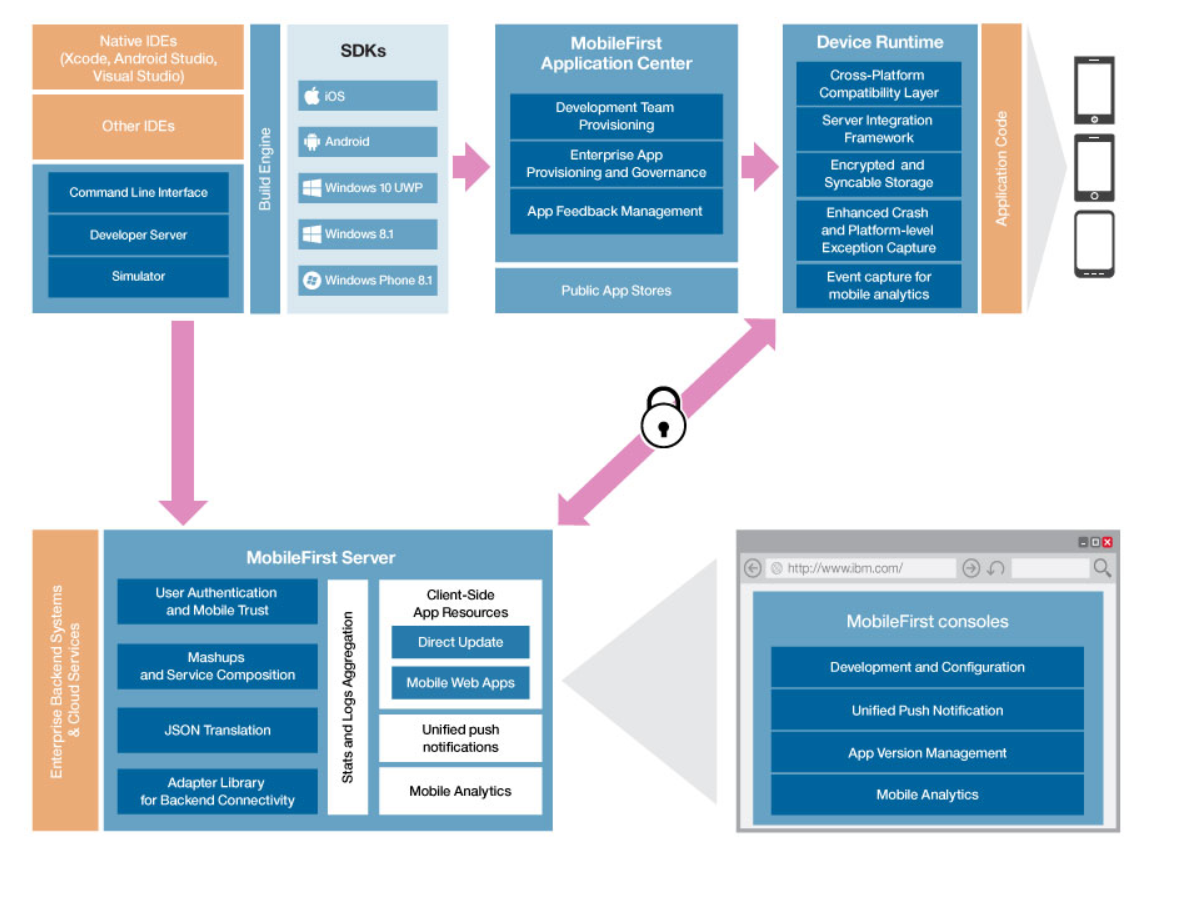 Native IDEs
(Xcode, Android Studio,
Visual Studio)
Other IDEs
Command Line Interface
Developer Server
Simulator
Build Engine
SDKs
iOS
Android
Windows 10 UWP
Windows 8.1
Windows Phone 8.1
MobileFirst
Application Center
Development Team
Provisioning
Enterprise App
Provisioning and Governance
App Feedback Management
Public App Stores
Device Runtime
Cross-Platform
Compatibility Layer
Server Integration
Framework
Encrypted and
Syncable Storage
Enhanced Crash
and Platform-level
Exception Capture
Event capture for
mobile analytics
Application Code
Enterprise Backend Systems
& Cloud Services
MobileFirst Server
User Authentication
and Mobile Trust
Mashups
and Service Composition
JSON Translation
Adapter Library
for Backend Connectivity
Stats and Logs Aggregation
Client-Side
App Resources
Direct Update
Mobile Web Apps
Unified push
notifications
Mobile Analytics
http://www.ibm.com/
MobileFirst consoles
Development and Configuration
Unified Push Notification
App Version Management
Mobile Analytics